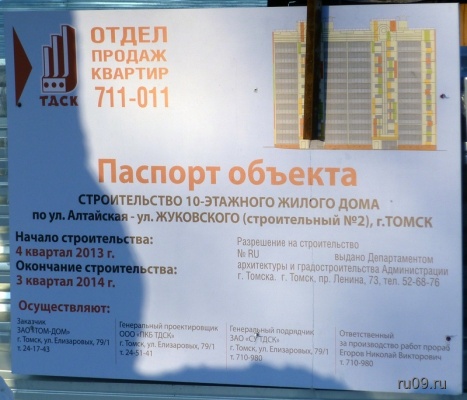 ТДСК
ОТДЕЛ
ПРОДАЖ
КВАРТИР
711-011
Паспорт объекта
СТРОИТЕЛЬСТВО 10-ЭТАЖНОГО ЖИЛОГО ДОМА
по ул. Алтайская - ул. ЖУКОВСКОГО (строительный №2), г.ТОМСК
Начало строительства:
4 квартал 2013 г.
Окончание строительства:
3 квартал 2014 г.
Разрешение на строительство
№ RU выдано Департаментом
архитектуры и градостроительства Администрации
г. Томска. г. Томск, пр. Ленина, 73, тел. 52-68-76
Осуществляют:
Заказчик
ЗАО "ТОМ-ДОМ»
г. Томск, ул. Елизаровых, 79/1
т. 24-17-43
Генеральный проектировщик
ООО «ПКБ ТДСК»
г. Томск, ул. Елизаровых, 79/1
т. 24-51-41
Генеральный подрядчик
ЗАО «СУ ТДСК»
г. Томск, ул. Елизаровых, 79/1
т. 710-980
Ответственный
за производство работ прораб
Егоров Николай Викторович
т. 710-980
ru09.ru